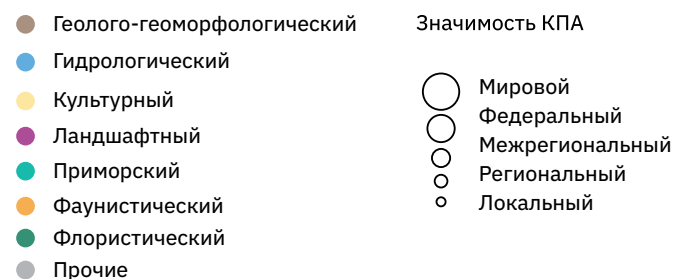 Геолого-геоморфологический
Гидрологический
Культурный
Ландшафтный
Приморский
Фаунистический
Флористический
Прочие
Значимость КПА
Мировой
Федеральный
Межрегиональный
Региональный
Локальный